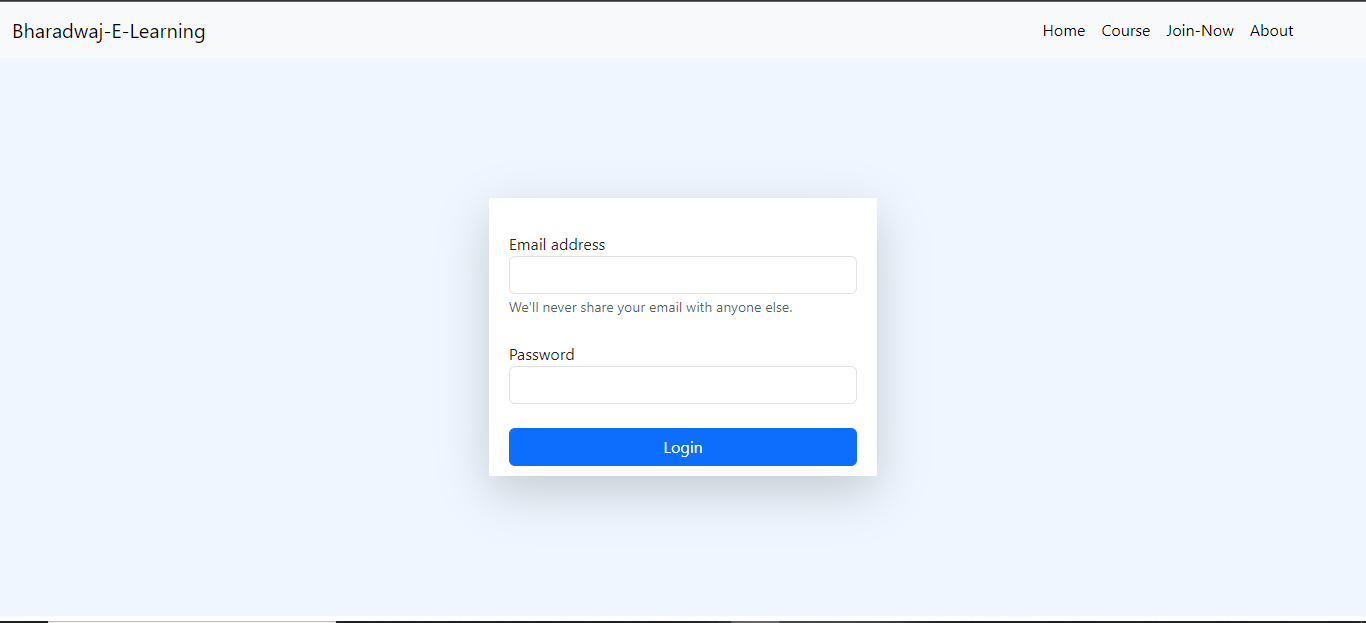 Bharadwaj-E-Learning Home Course Join-Now About
Email address
We'll never share your email with anyone else.
Password
Login